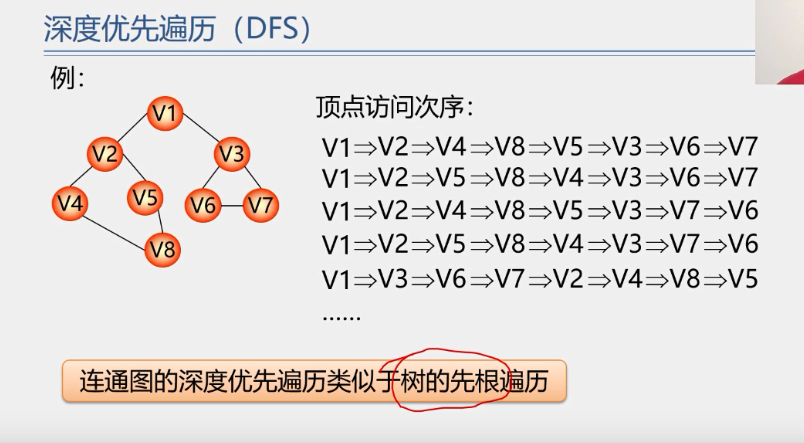 深度优先遍历（DFS）
例：
V1
V2
V3
V4
V5
V6
V7
V8
顶点访问次序：
V1⇒V2⇒V4⇒V8⇒V5⇒V3⇒V6⇒V7
V1⇒V2⇒V5⇒V8⇒V4⇒V3⇒V6⇒V7
V1⇒V2⇒V4⇒V8⇒V5⇒V3⇒V7⇒V6
V1⇒V2⇒V5⇒V8⇒V4⇒V3⇒V7⇒V6
V1⇒V3⇒V6⇒V7⇒V2⇒V4⇒V8⇒V5
......
连通图的深度优先遍历类似于树的先根遍历